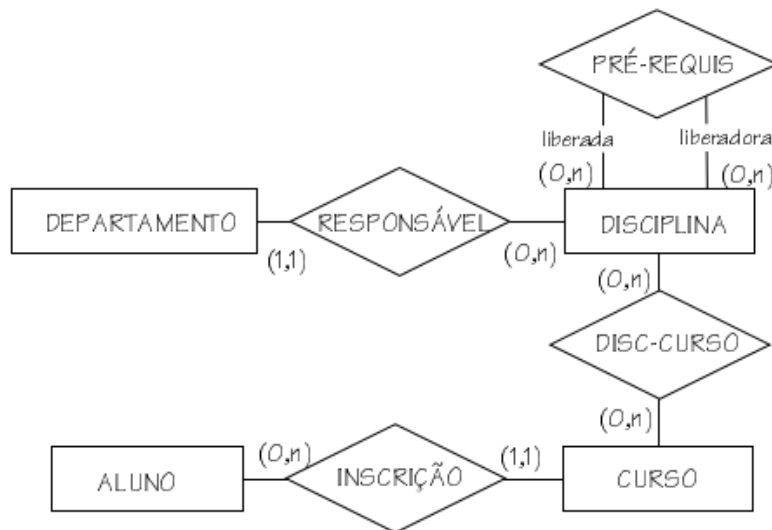 PRÉ-REQUIS
liberada
liberadora
(0,n)
(0,n)
DEPARTAMENTO
RESPONSÁVEL
DISCIPLINA
(1,1)
(0,n)
(0,n)
DISC-CURSO
(0,n)
(0,n)
(1,1)
ALUNO
INSCRIÇÃO
CURSO